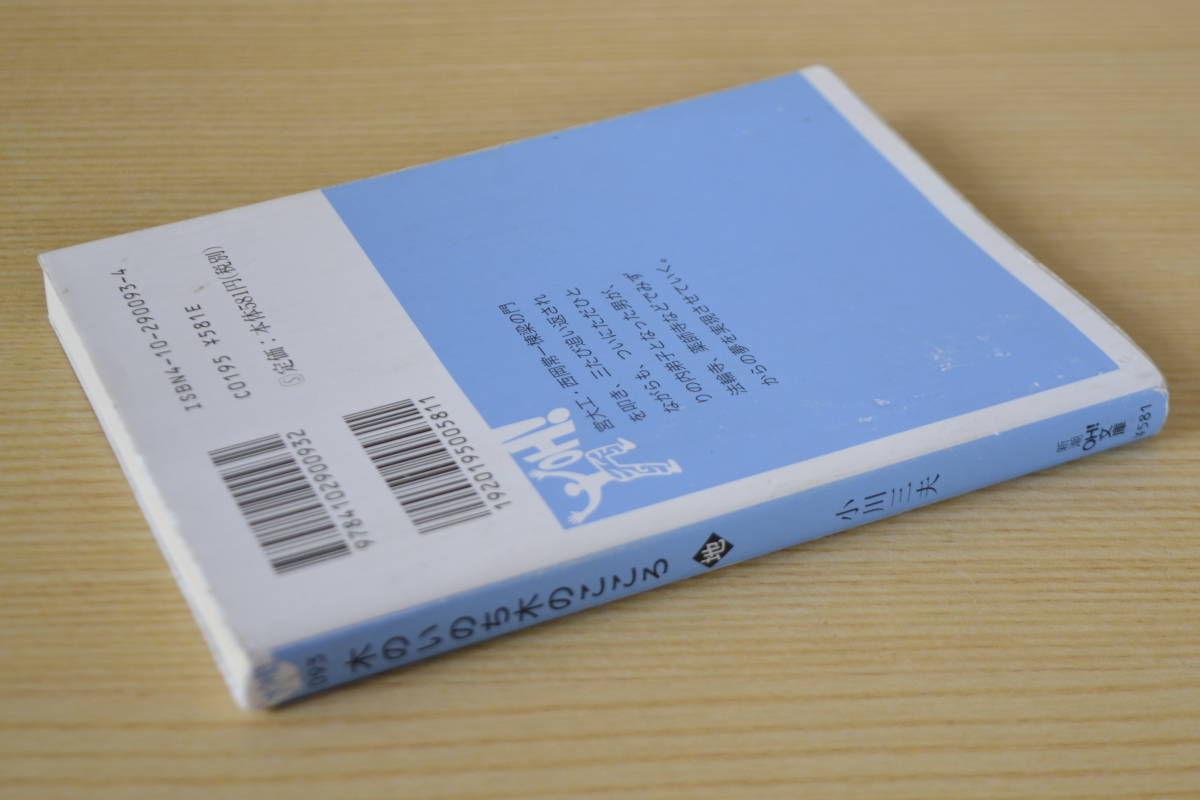 ISBN4-10-290093-4
C0195 ¥581E
Ⓢ定価：本体581円(税別)
9784102900932
1920195005811
宮大工・西岡常一棟梁の門
を叩き、三たび追い返され
ながらも、ついにただひと
りの内弟子となった男が、
法輪寺、薬師寺などでみず
からの夢を実現させていく。
OH!
093
木のいのち木のこころ
地
小川三夫
新潮
OH!
文庫
¥581